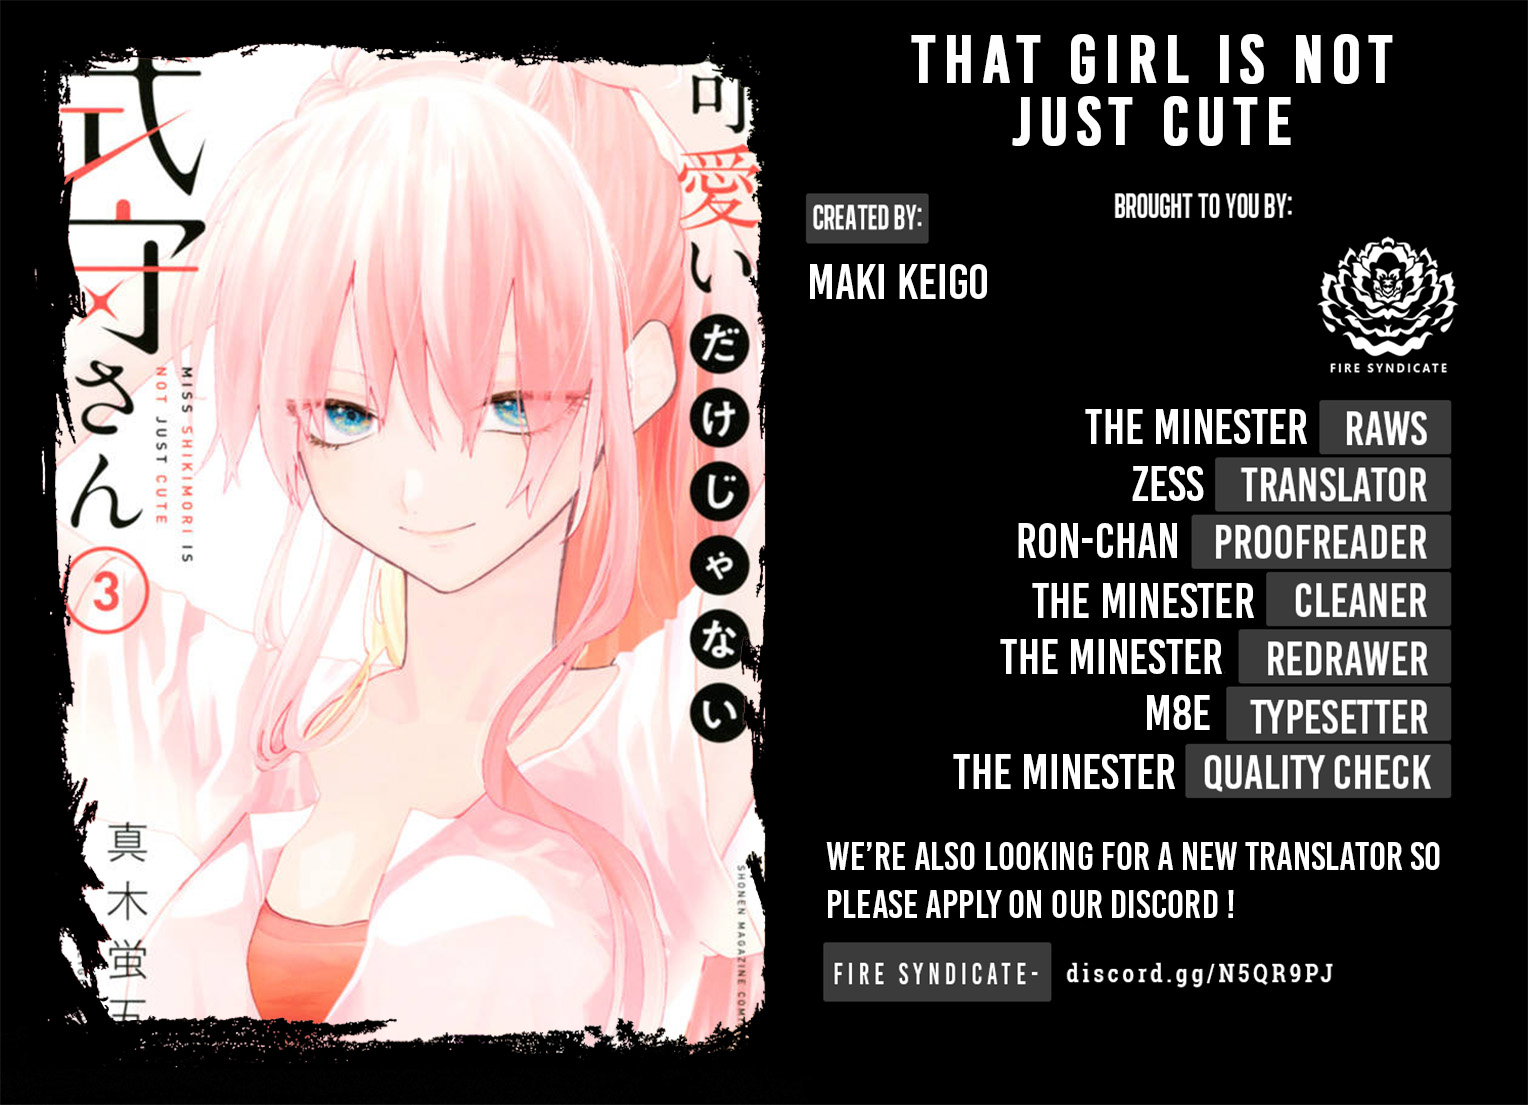 式守さん
可愛いだけじゃない
MISS SHIKIMORI IS
NOT JUST CUTE
3
真木蛍五
SHONEN MAGAZINE
THAT GIRL IS NOT
JUST CUTE
CREATED BY:
MAKI KEIGO
BROUGHT TO YOU BY:
FIRE SYNDICATE
THE MINESTER RAWS
ZESS TRANSLATOR
RON-CHAN PROOFREADER
THE MINESTER CLEANER
THE MINESTER REDRAWER
M8E TYPESETTER
THE MINESTER QUALITY CHECK
WE'RE ALSO LOOKING FOR A NEW TRANSLATOR SO
PLEASE APPLY ON OUR DISCORD !
FIRE SYNDICATE- discord.gg/N5QR9PJ